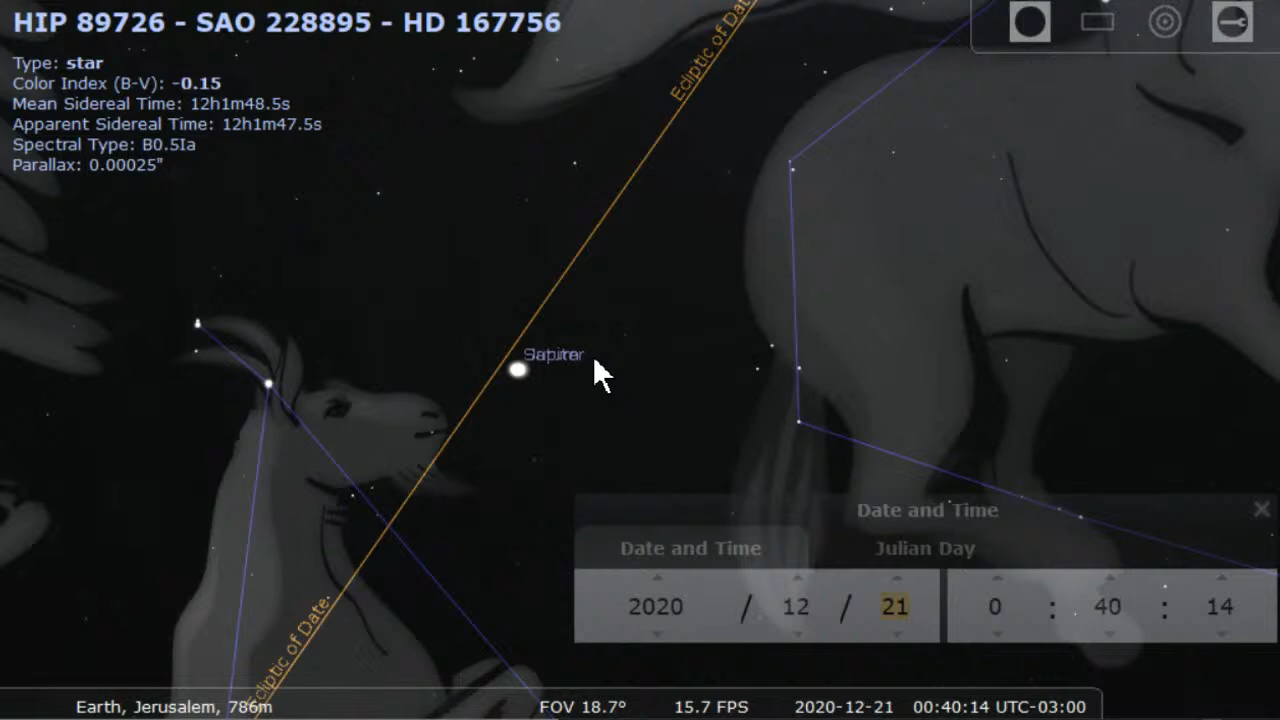 HIP 89726 - SAO 228895 - HD 167756
Type: star
Color Index (B-V): -0.15
Mean Sidereal Time: 12h1m48.5s
Apparent Sidereal Time: 12h1m47.5s
Spectral Type: B0.5Ia
Parallax: 0.00025"
Ecliptic of Date
Date and Time
Date and Time Julian Day
2020 / 12 / 21 0 : 40 : 14
Ecliptic of Date
Earth, Jerusalem, 786m FOV 18.7° 15.7 FPS 2020-12-21 00:40:14 UTC-03:00